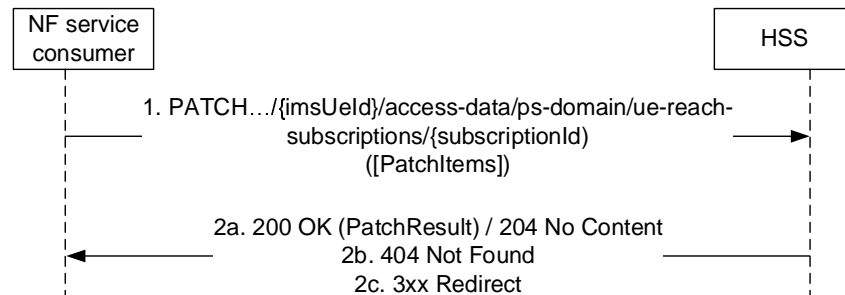 NF service
consumer
HSS
1. PATCH…/{imsUeId}/access-data/ps-domain/ue-reach-
subscriptions/{subscriptionId)
([PatchItems])
2a. 200 OK (PatchResult) / 204 No Content
2b. 404 Not Found
2c. 3xx Redirect